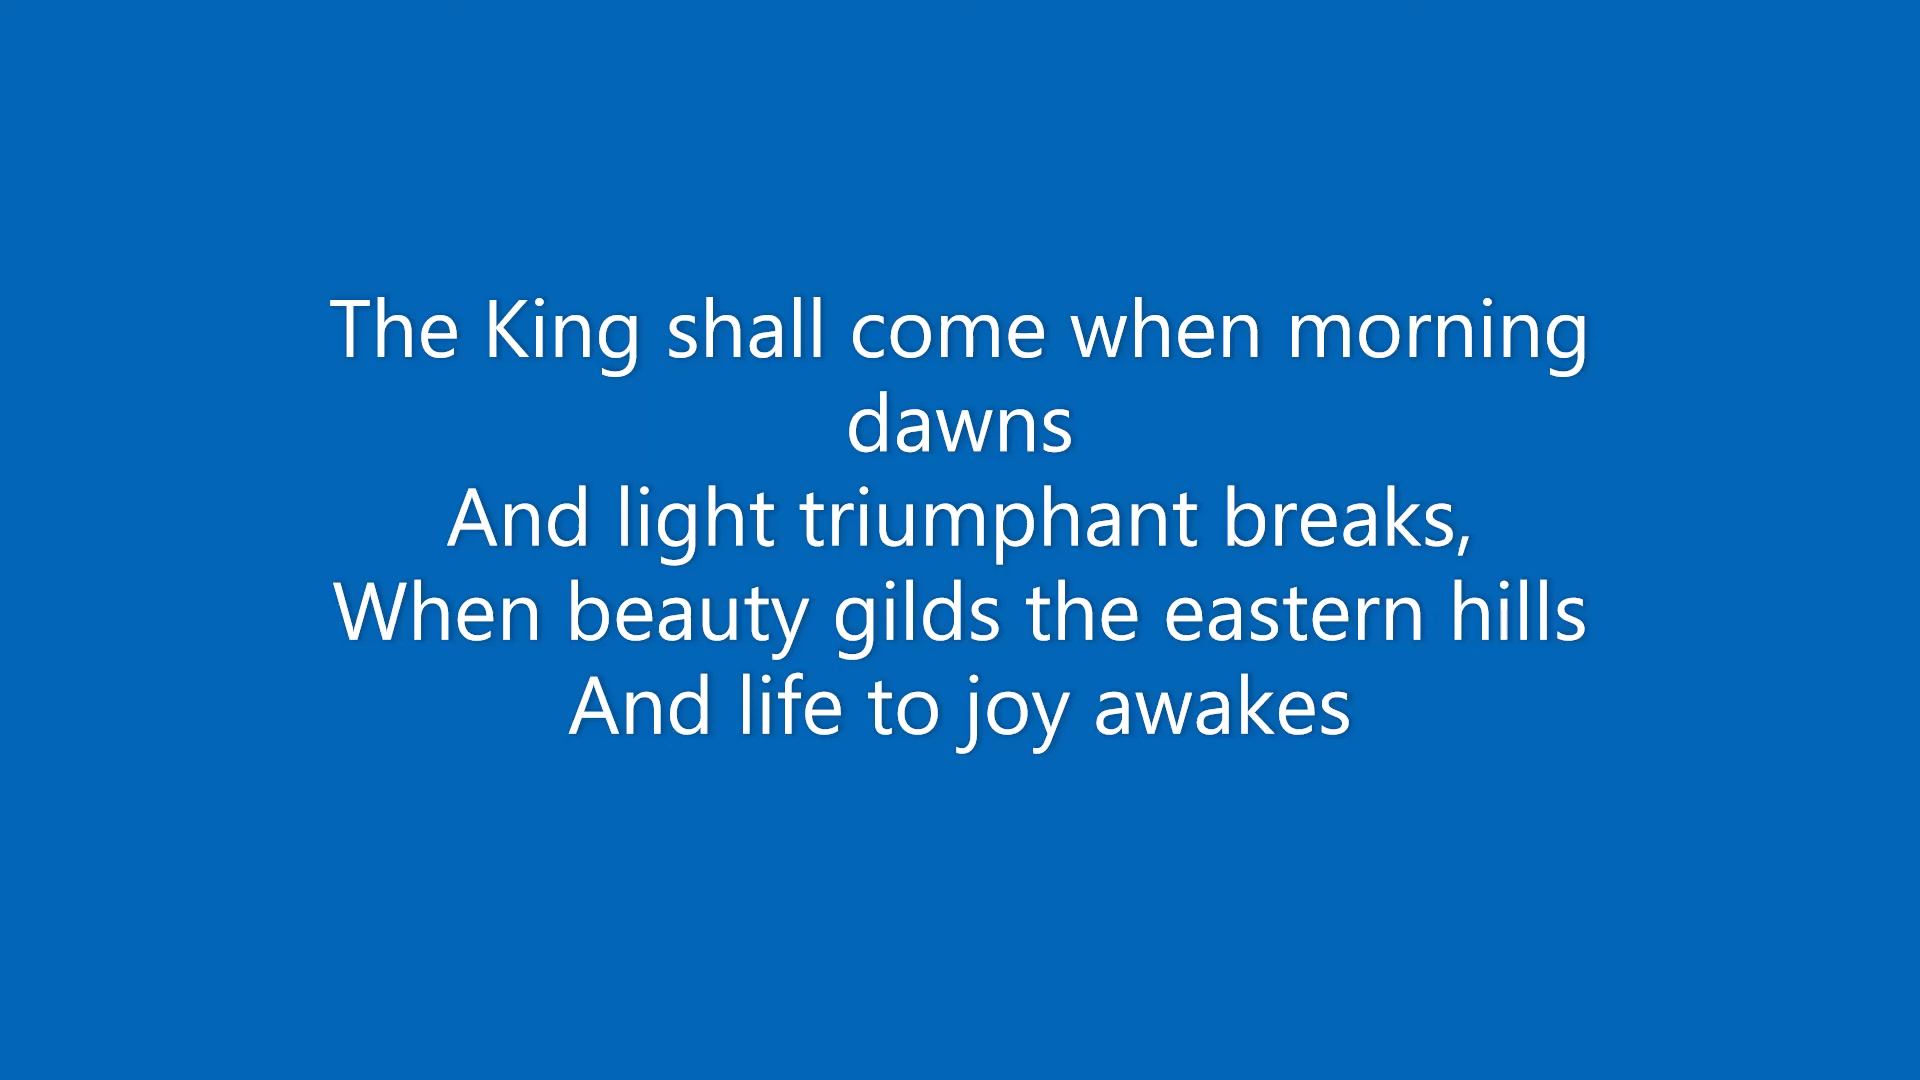 The King shall come when morning
dawns
And light triumphant breaks,
When beauty gilds the eastern hills
And life to joy awakes